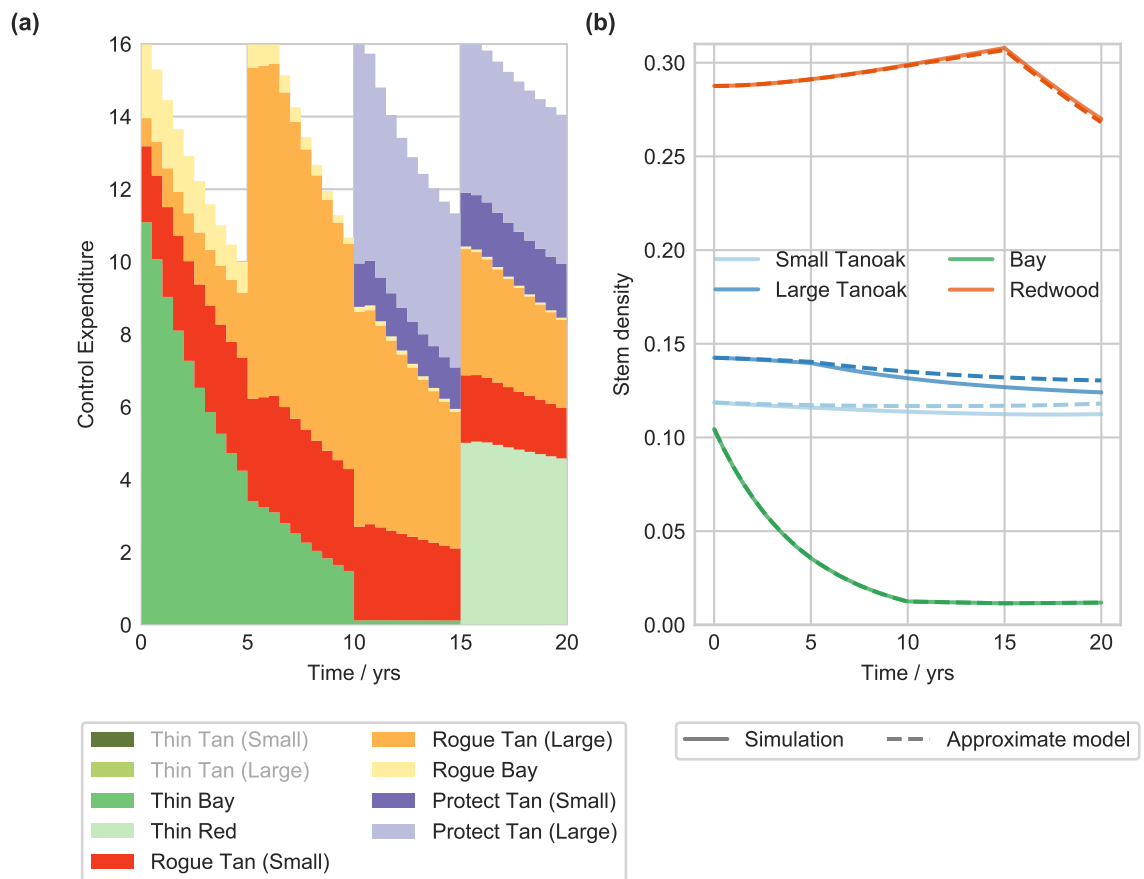 (a)
16
14
12
10
8
6
4
2
0
Control Expenditure
0 5 10 15 20
Time / yrs
Thin Tan (Small)
Thin Tan (Large)
Thin Bay
Thin Red
Rogue Tan (Small)
Rogue Tan (Large)
Rogue Bay
Protect Tan (Small)
Protect Tan (Large)
(b)
0.30
0.25
0.20
0.15
0.10
0.05
0.00
Stem density
Small Tanoak
Large Tanoak
Bay
Redwood
0 5 10 15 20
Time / yrs
Simulation
Approximate model